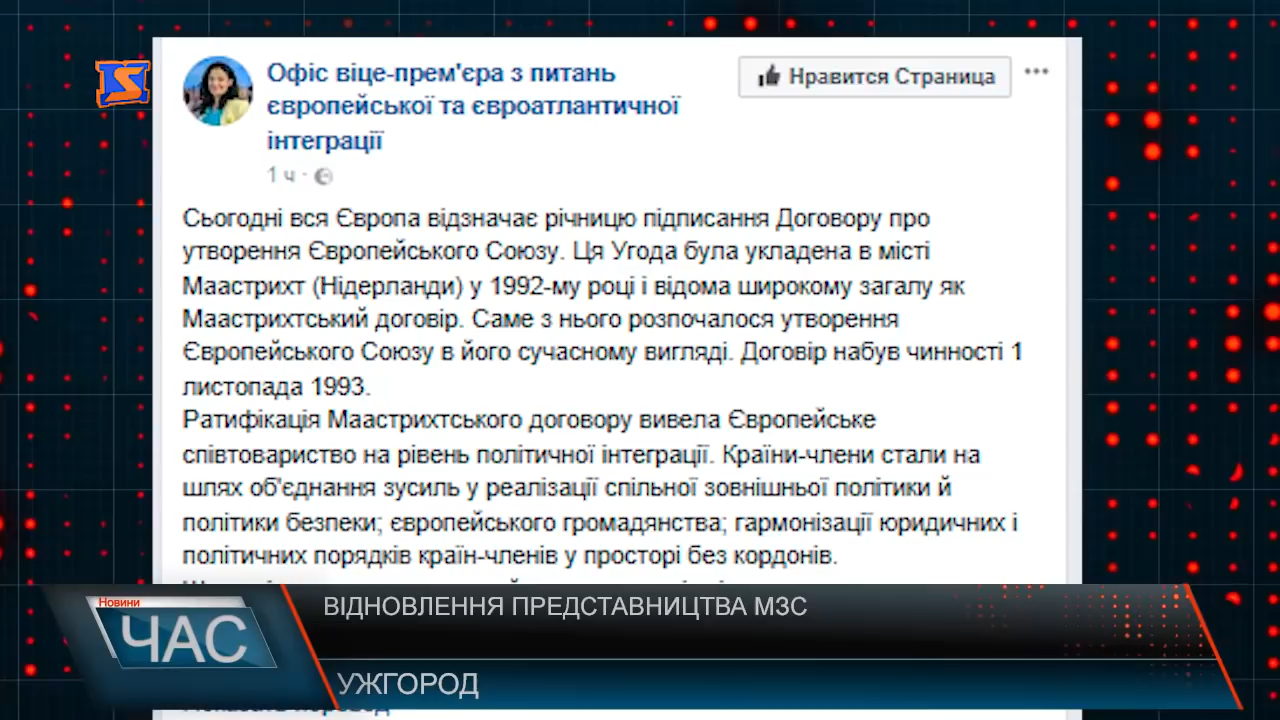 Офіс віце-прем'єра з питань
європейської та євроатлантичної
інтеграції
Нравится Страница
1 ч
Сьогодні вся Європа відзначає річницю підписання Договору про
утворення Європейського Союзу. Ця Угода була укладена в місті
Маастрихт (Нідерланди) у 1992-му році і відома широкому загалу як
Маастрихтський договір. Саме з нього розпочалося утворення
Європейського Союзу в його сучасному вигляді. Договір набув чинності 1
листопада 1993.
Ратифікація Маастрихтського договору вивела Європейське
співтовариство на рівень політичної інтеграції. Країни-члени стали на
шлях об'єднання зусиль у реалізації спільної зовнішньої політики й
політики безпеки; європейського громадянства; гармонізації юридичних і
політичних порядків країн-членів у просторі без кордонів.
Новини
ЧАС
ВІДНОВЛЕННЯ ПРЕДСТАВНИЦТВА МЗС
УЖГОРОД